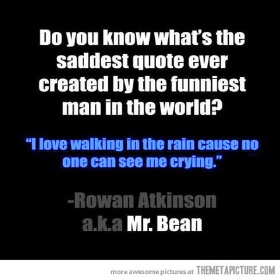 Do you know what's the
saddest quote ever
created by the funniest
man in the world?
“I love walking in the rain cause no
one can see me crying.”
-Rowan Atkinson
a.k.a Mr. Bean
more awesome pictures at THEMETAPICTURE.COM